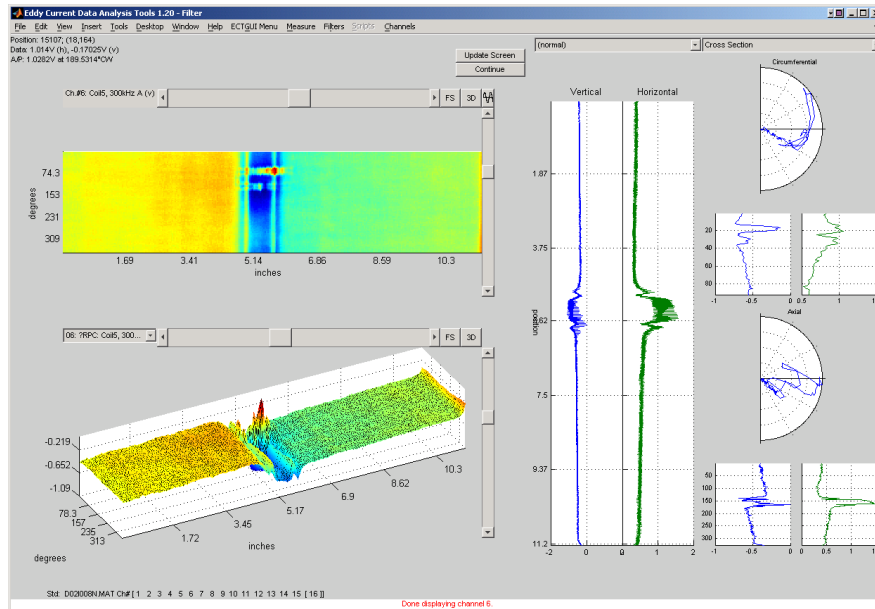 Eddy Current Data Analysis Tools 1.20 - Filter
File Edit View Insert Tools Desktop Window Help ECTGUI Menu Measure Filters Scripts Channels
Position: 15107; (18,164)
Data: 1.014V (h), -0.17025V (v)
A/P: 1.0282V at 189.5314°CW
Update Screen
Continue
(normal)
Cross Section
Ch.#6: Coil5, 300kHz A (v)
FS 3D
74.3
153
231
309
degrees
1.69 3.41 5.14 6.86 8.59 10.3
inches
06: ?RPC: Coil5, 300...
FS 3D
-0.219
-0.652
-1.09
78.3
157
235
313
degrees
1.72 3.45 5.17 6.9 8.62 10.3
inches
Vertical Horizontal
1.87
3.75
5.62
7.5
9.37
11.2
position
-2 0 0 1 2
Circumferential
20
40
60
80
-1 -0.5 0 0.5 1 1
Axial
50
100
150
200
250
300
-1 -0.5 0 0 0.5 1
Std: D02I008N.MAT Ch# [ 1 2 3 4 5 6 7 8 9 10 11 12 13 14 15 [ 16 ]]
Done displaying channel 6.